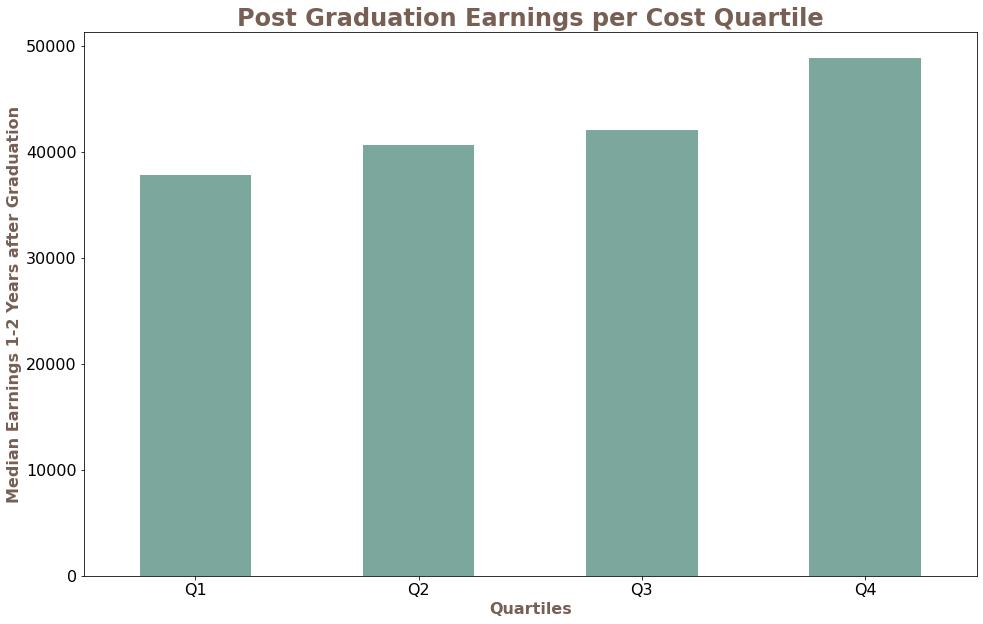 Post Graduation Earnings per Cost Quartile
Median Earnings 1-2 Years after Graduation
50000
40000
30000
20000
10000
0
Q1 Q2 Q3 Q4
Quartiles